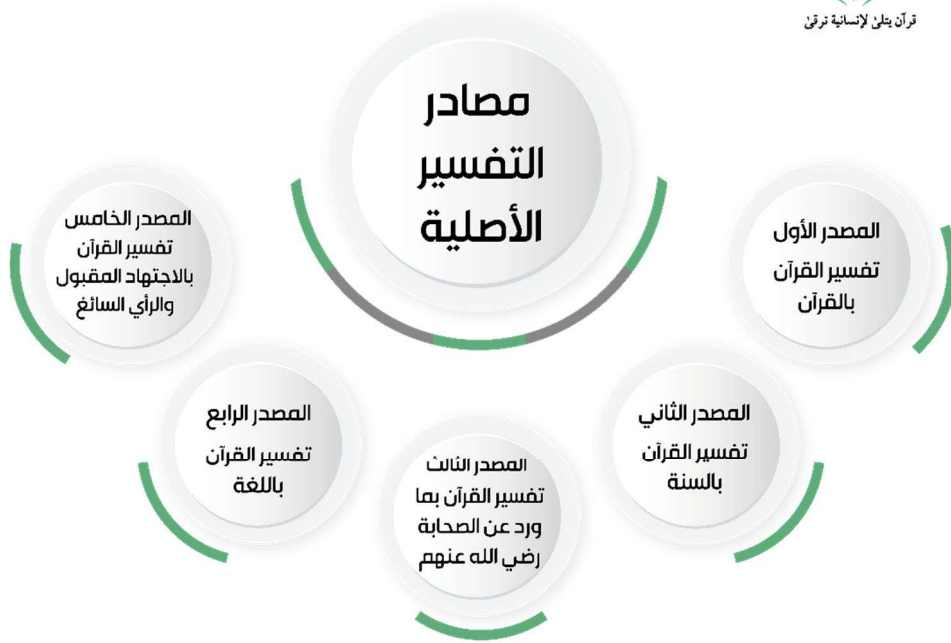 قرآن يتلىٰ لإنسانية ترقىٰ
مصادر
التفسير
الأصلية
المصدر الأول
تفسير القرآن
بالقرآن
المصدر الثاني
تفسير القرآن
بالسنة
المصدر الثالث
تفسير القرآن بما
ورد عن الصحابة
رضي الله عنهم
المصدر الرابع
تفسير القرآن
باللغة
المصدر الخامس
تفسير القرآن
بالاجتهاد المقبول
والرأي السائغ